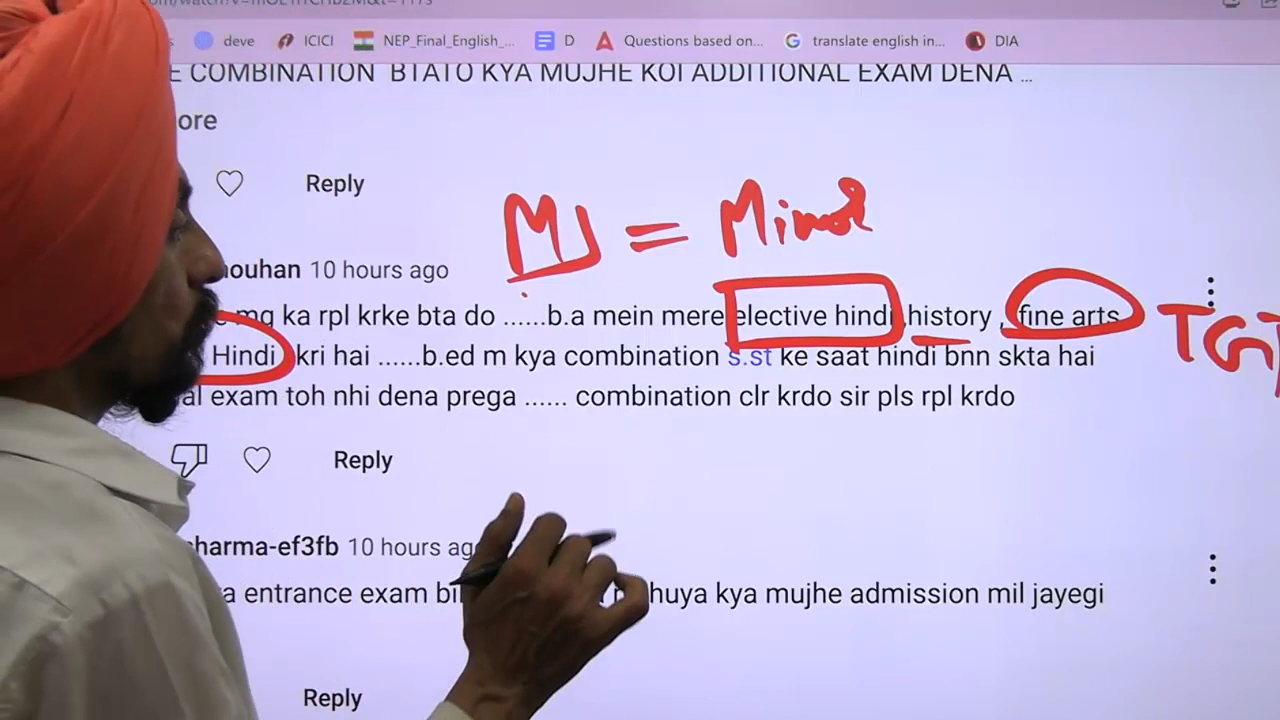 deve ICICI NEP_Final_English_... D Questions based on... translate english in... DIA
COMBINATION BTATO KYA MUJHE KOI ADDITIONAL EXAM DENA ...
ore
Reply
MJ = Minor
houhan 10 hours ago
mg ka rpl krke bta do ......b.a mein mere elective hindi ,history , fine arts
TGT
Hindi kri hai ......b.ed m kya combination s.st ke saat hindi bnn skta hai
al exam toh nhi dena prega ...... combination clr krdo sir pls rpl krdo
Reply
sharma-ef3fb 10 hours ago
entrance exam huya kya mujhe admission mil jayegi
Reply